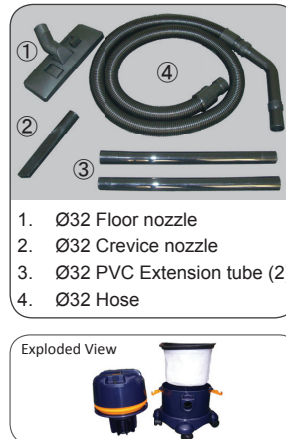 ①
②
③
④
1. Ø32 Floor nozzle
2. Ø32 Crevice nozzle
3. Ø32 PVC Extension tube (2
4. Ø32 Hose
Exploded View